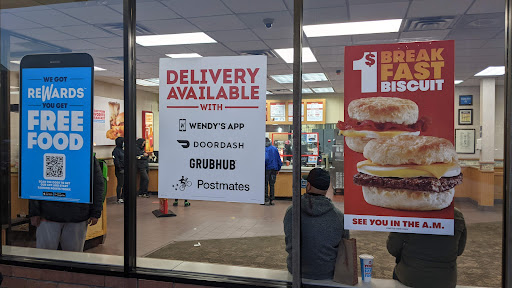 WE GOT
REWARDS
YOU GET
FREE
FOOD
DELIVERY
AVAILABLE
WITH
WENDY'S APP
DOORDASH
GRUBHUB
Postmates
$1 BREAK
FAST
BISCUIT
SEE YOU IN THE A.M.